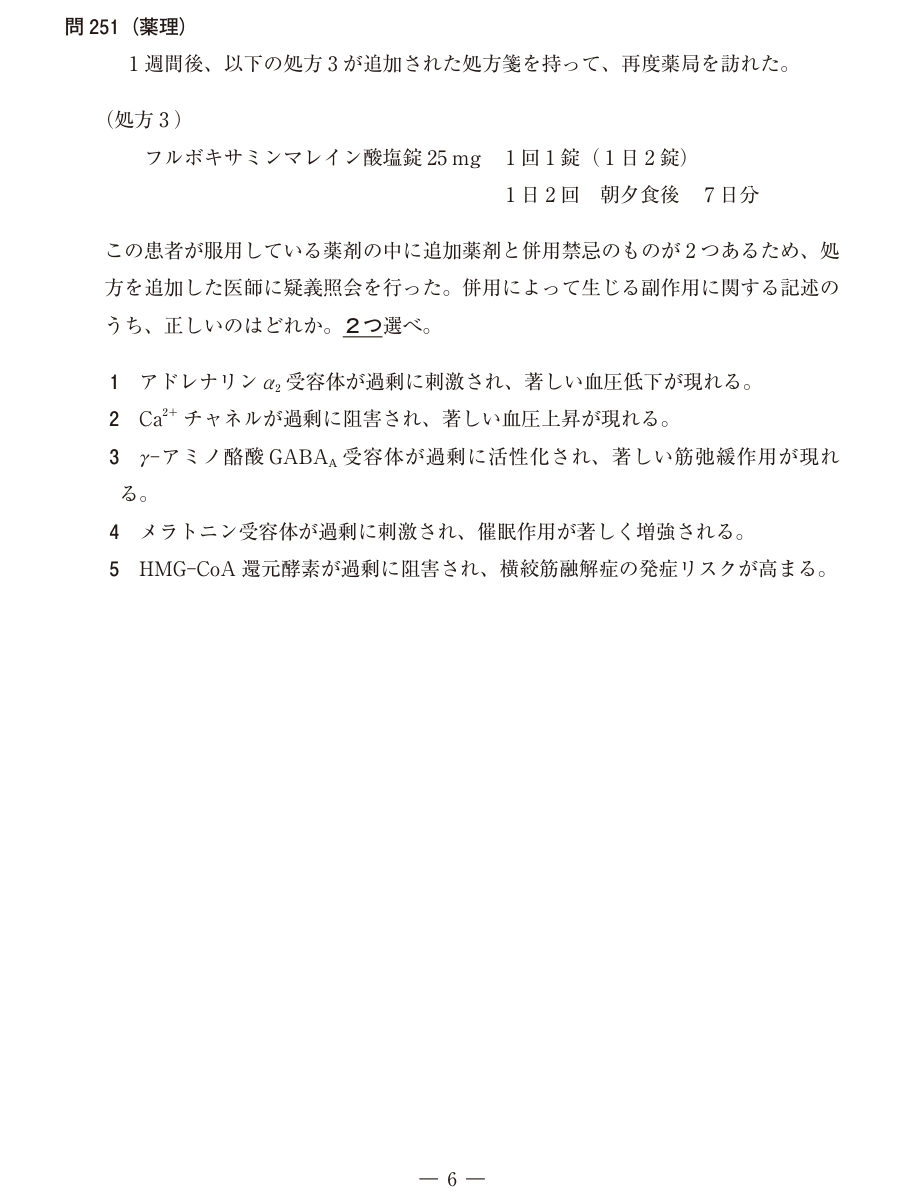 問 251（薬理）
１週間後、以下の処方３が追加された処方箋を持って、再度薬局を訪れた。
（処方３）
フルボキサミンマレイン酸塩錠 25 mg　１回１錠（１日２錠）
１日２回　朝夕食後　７日分
この患者が服用している薬剤の中に追加薬剤と併用禁忌のものが２つあるため、処
方を追加した医師に疑義照会を行った。併用によって生じる副作用に関する記述の
うち、正しいのはどれか。２つ選べ。
1　アドレナリン α₂ 受容体が過剰に刺激され、著しい血圧低下が現れる。
2　Ca²⁺ チャネルが過剰に阻害され、著しい血圧上昇が現れる。
3　γ-アミノ酪酸 GABA_A 受容体が過剰に活性化され、著しい筋弛緩作用が現れ
る。
4　メラトニン受容体が過剰に刺激され、催眠作用が著しく増強される。
5　HMG-CoA 還元酵素が過剰に阻害され、横紋筋融解症の発症リスクが高まる。
— 6 —